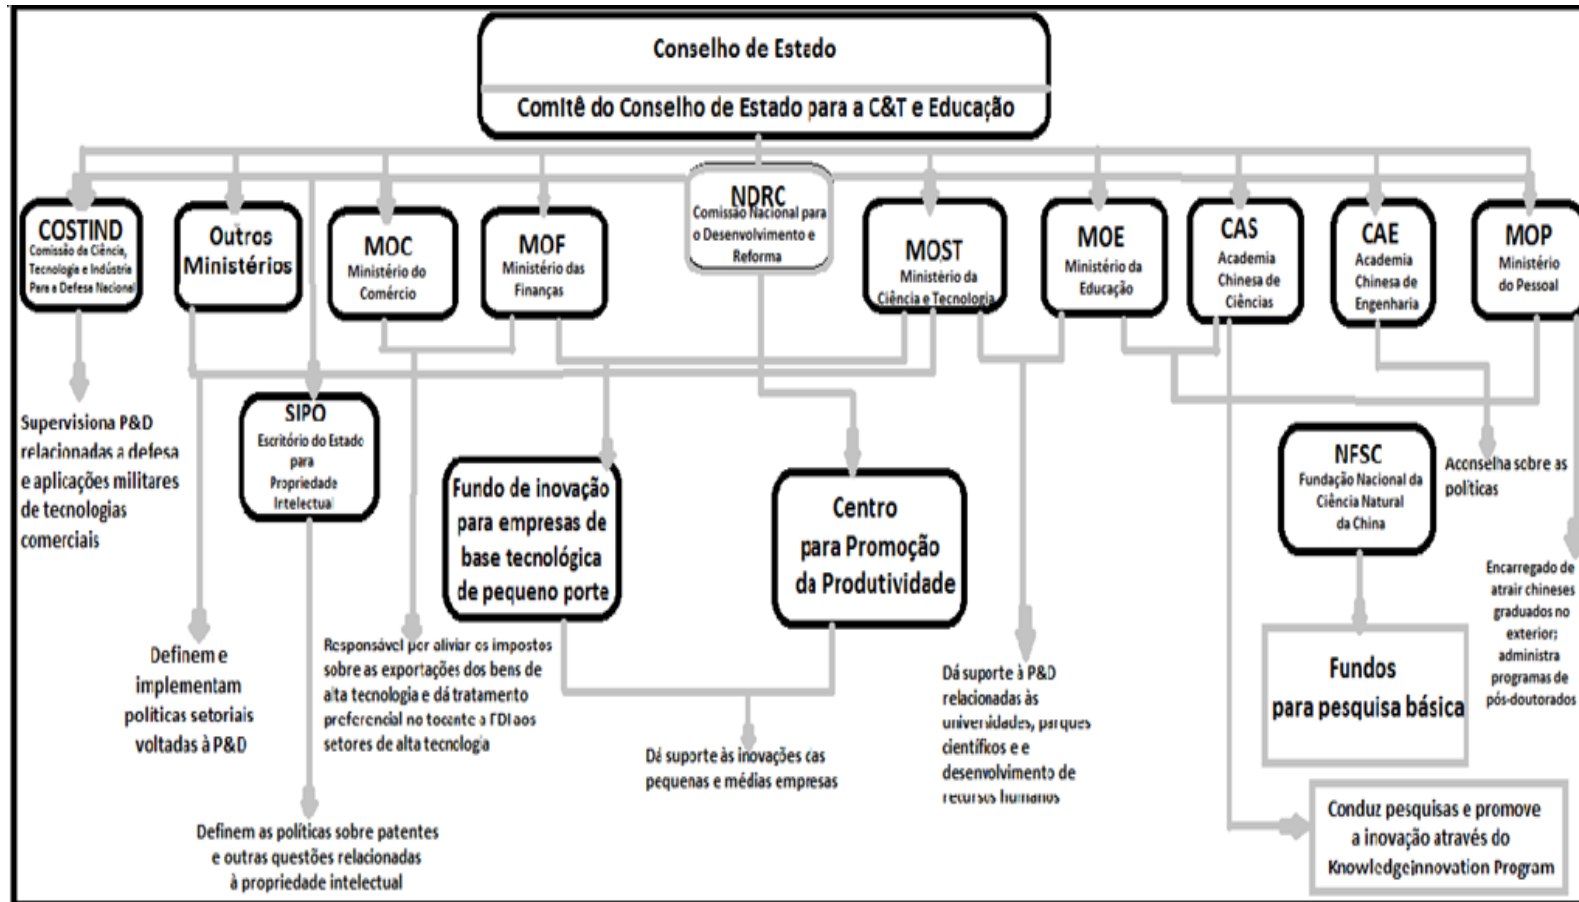 Conselho de Estado
ComItê do Conselho de Estado para a C&T e Educação
COSTIND
Comissão de Ciência,
Tecnologia e Indústria
Para a Defesa Nacional
Outros
Ministérios
MOC
Ministério do
Comércio
MOF
Ministério das
Finanças
NDRC
Comissão Nacional para
o Desenvolvimento e
Reforma
MOST
Ministério da
Ciência e Tecnologia
MOE
Ministério da
Educação
CAS
Academia
Chinesa de
Ciências
CAE
Academia
Chinesa de
Engenharia
MOP
Ministério
do Pessoal
Supervisiona P&D
relacionadas a defesa
e aplicações militares
de tecnologias
comerciais
SIPO
Escritório do Estado
para
Propriedade
Intelectual
Fundo de inovação
para empresas de
base tecnológica
de pequeno porte
Centro
para Promoção
da Produtividade
NFSC
Fundação Nacional da
Ciência Natural
da China
Aconselha sobre as
políticas
Encarregado de
atrair chineses
graduados no
exterior;
administra
programas de
pós-doutorados
Definem e
implementam
políticas setoriais
voltadas à P&D
Responsável por aliviar os impostos
sobre as exportações dos bens de
alta tecnologia e dá tratamento
preferencial no tocante a FDI aos
setores de alta tecnologia
Dá suporte à P&D
relacionadas às
universidades, parques
científicos e e
desenvolvimento de
recursos humanos
Fundos
para pesquisa básica
Dá suporte às inovações das
pequenas e médias empresas
Definem as políticas sobre patentes
e outras questões relacionadas
à propriedade intelectual
Conduz pesquisas e promove
a inovação através do
KnowledgeInnovation Program